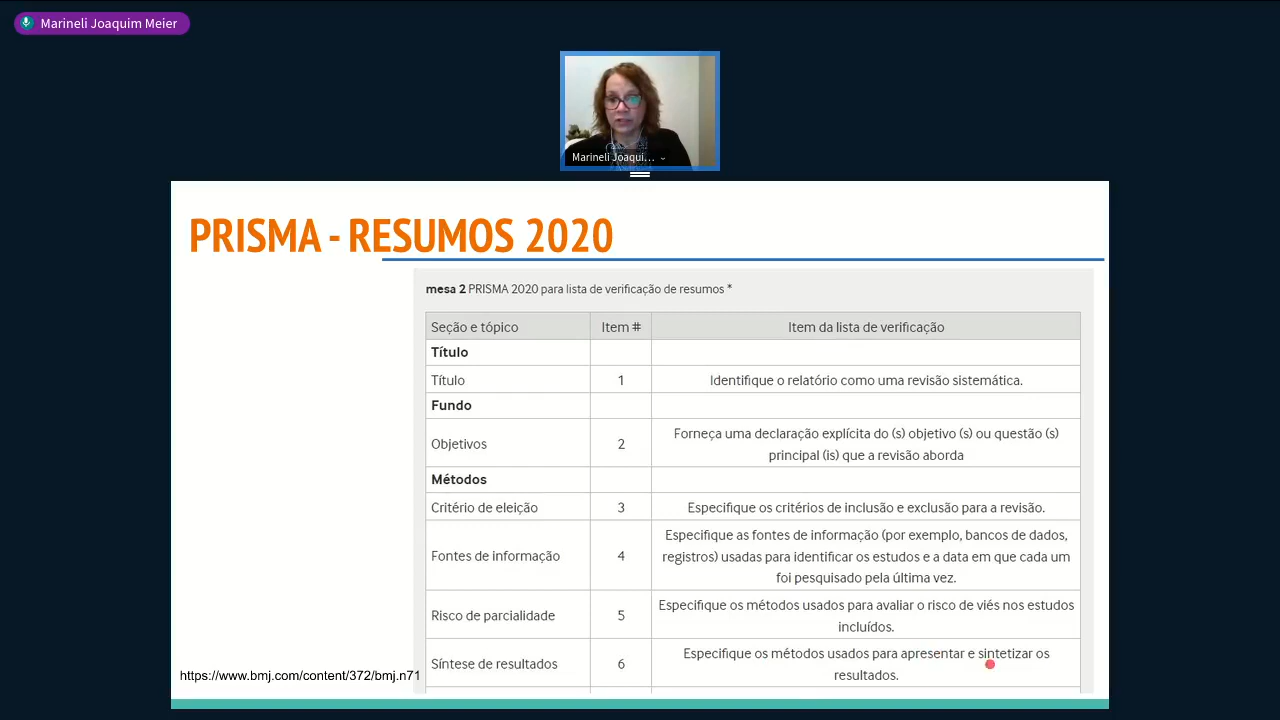 Marineli Joaquim Meier
Marineli Joaqui...
PRISMA - RESUMOS 2020
mesa 2 PRISMA 2020 para lista de verificação de resumos *
Seção e tópico Item # Item da lista de verificação
Título
Título 1 Identifique o relatório como uma revisão sistemática.
Fundo
Objetivos 2 Forneça uma declaração explícita do (s) objetivo (s) ou questão (s)
principal (is) que a revisão aborda
Métodos
Critério de eleição 3 Especifique os critérios de inclusão e exclusão para a revisão.
Fontes de informação 4 Especifique as fontes de informação (por exemplo, bancos de dados,
registros) usadas para identificar os estudos e a data em que cada um
foi pesquisado pela última vez.
Risco de parcialidade 5 Especifique os métodos usados para avaliar o risco de viés nos estudos
incluídos.
Síntese de resultados 6 Especifique os métodos usados para apresentar e sintetizar os
resultados.
https://www.bmj.com/content/372/bmj.n71